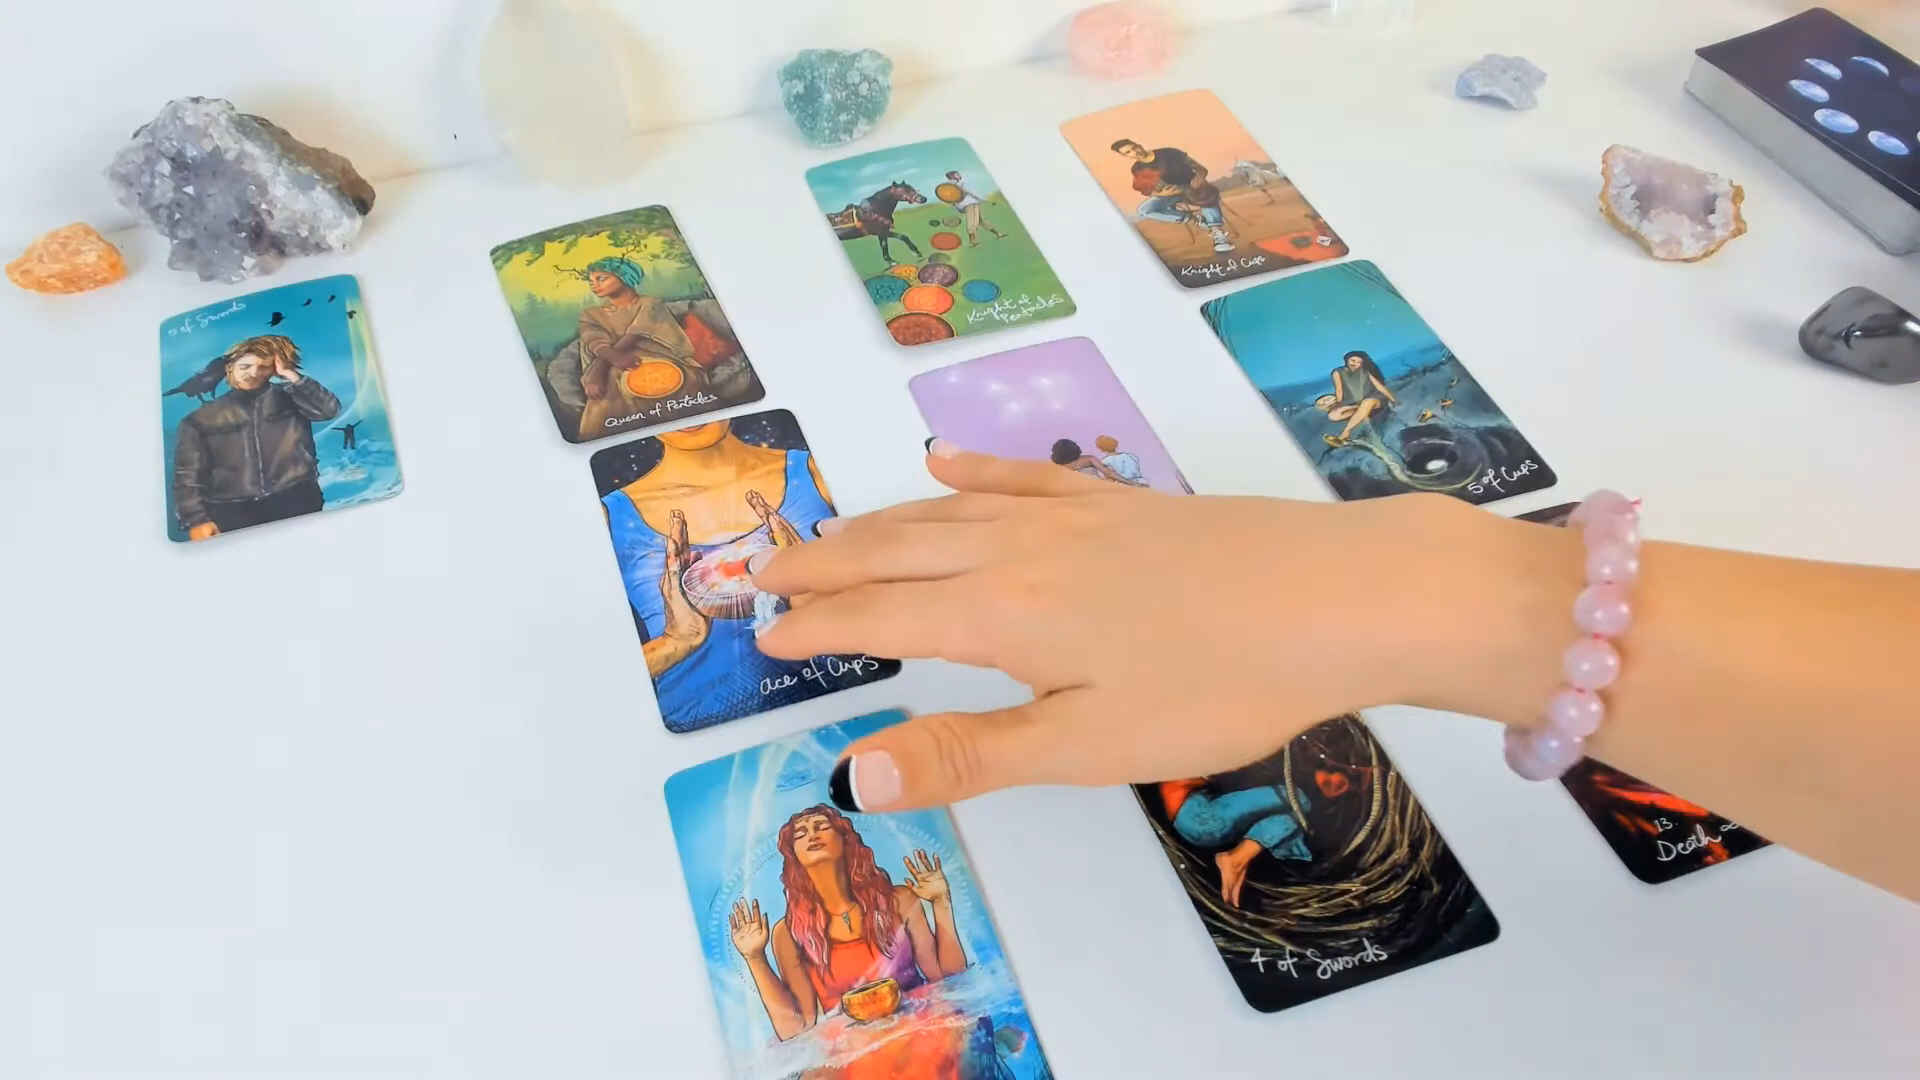 5 of Swords
Queen of Pentacles
Knight of
Pentacles
Knight of Cups
5 of Cups
ace of Cups
4 of Swords
13.
Death